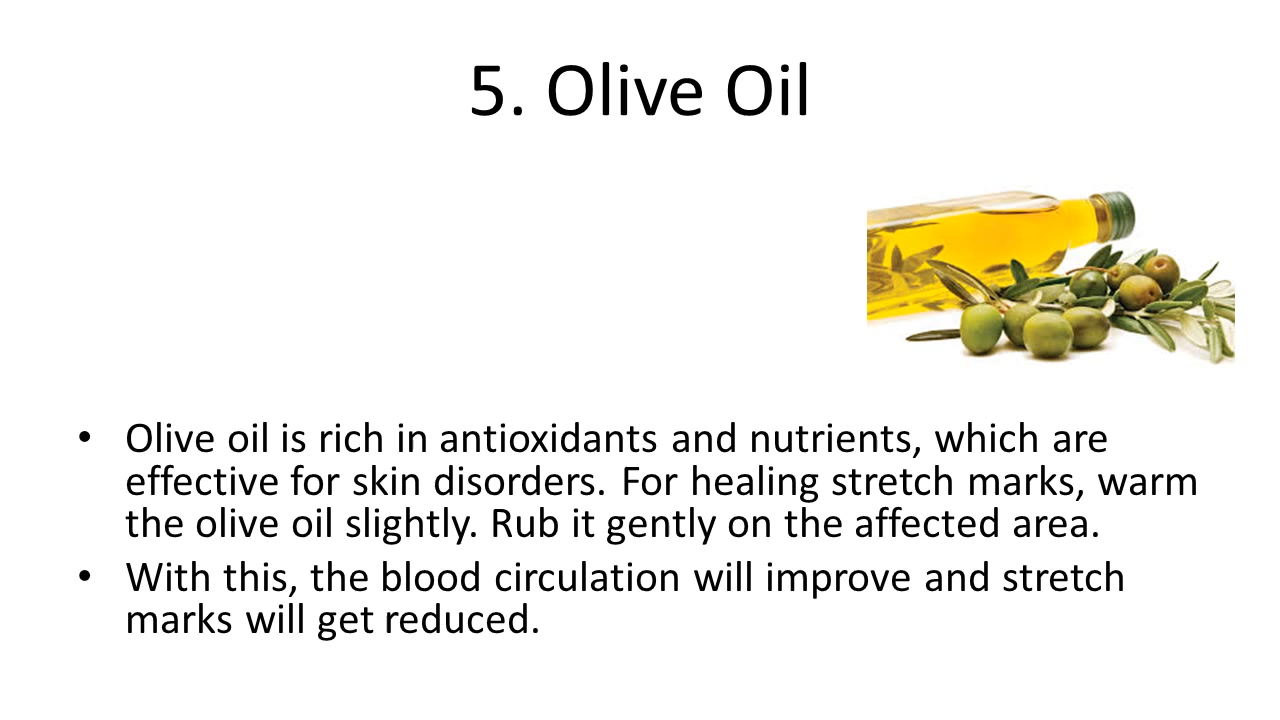 5. Olive Oil
• Olive oil is rich in antioxidants and nutrients, which are
effective for skin disorders. For healing stretch marks, warm
the olive oil slightly. Rub it gently on the affected area.
• With this, the blood circulation will improve and stretch
marks will get reduced.